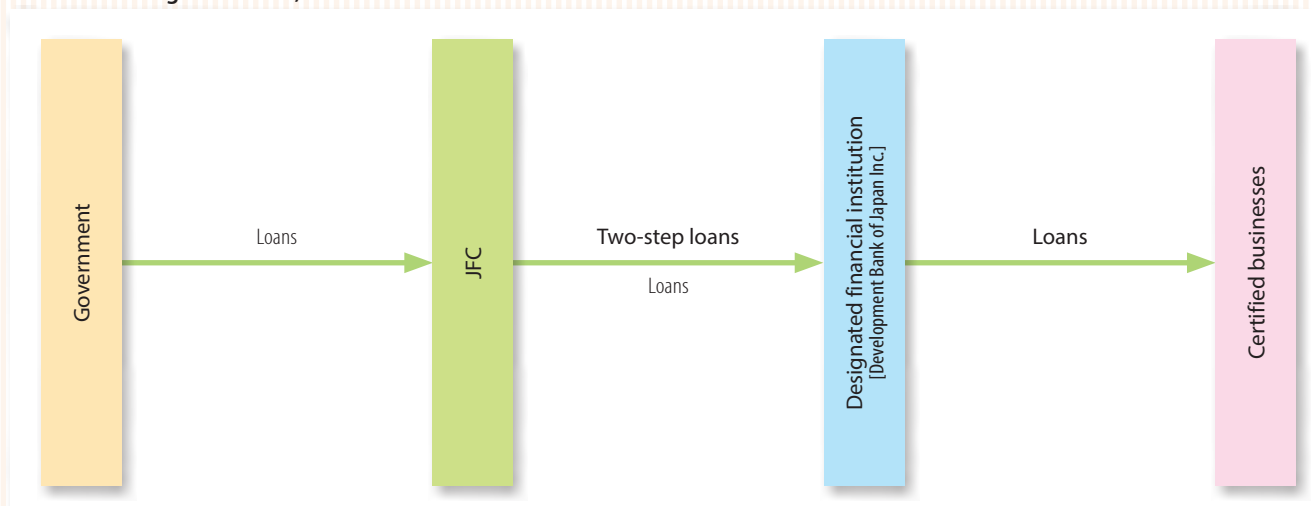 Government
Loans
JFC
Two-step loans
Loans
Designated financial institution
[Development Bank of Japan Inc.]
Loans
Certified businesses